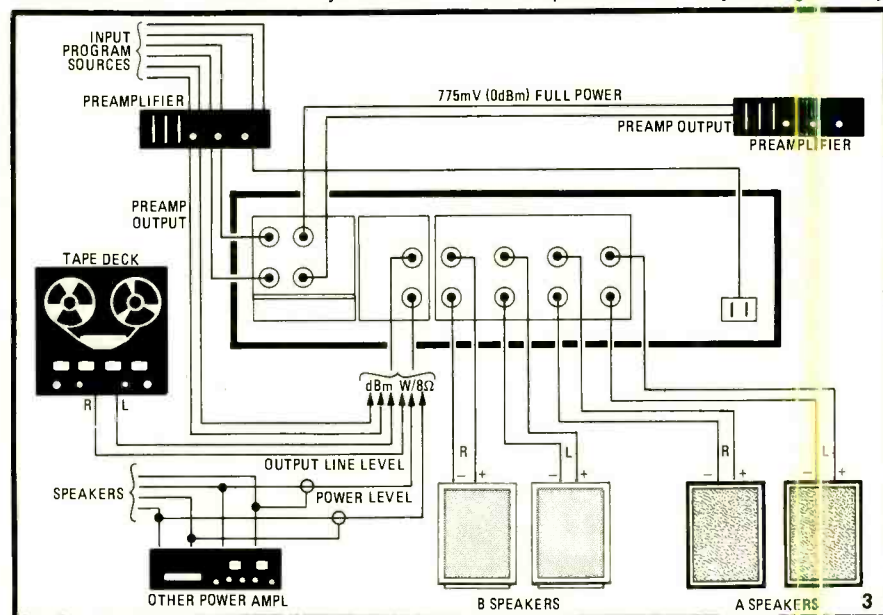 INPUT
PROGRAM
SOURCES
PREAMPLIFIER
775mV (0dBm) FULL POWER
PREAMP OUTPUT
PREAMPLIFIER
PREAMP
OUTPUT
TAPE DECK
R L
dBm W/8Ω
OUTPUT LINE LEVEL
SPEAKERS
POWER LEVEL
OTHER POWER AMPL
R
- +
L
- +
R
- +
L
- +
B SPEAKERS
A SPEAKERS
3